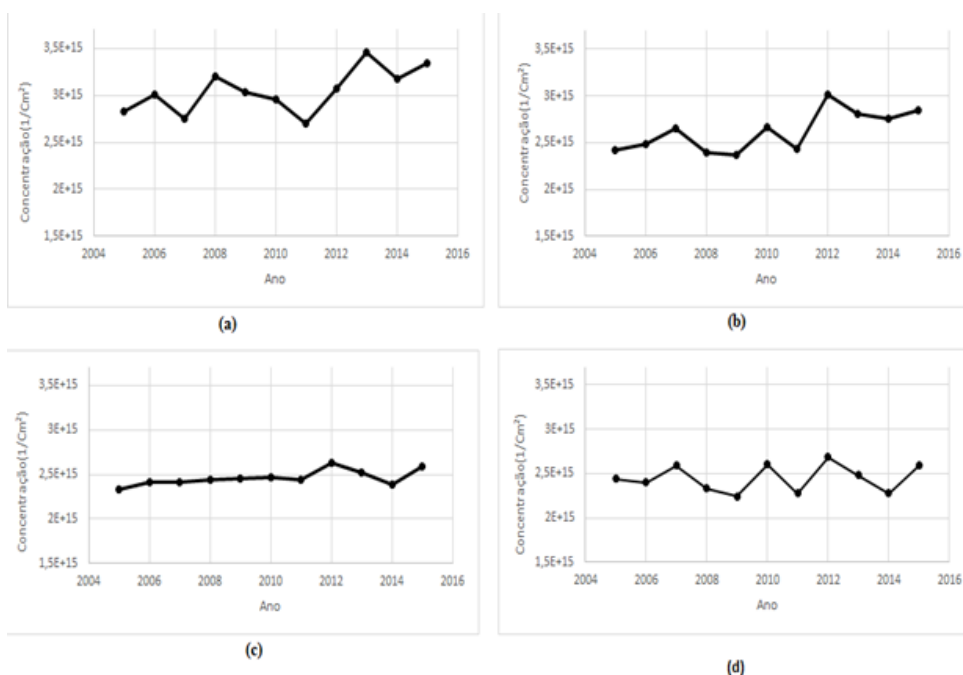 Concentração(1/Cm²)
3,5E+15
3E+15
2,5E+15
2E+15
1,5E+15
2004 2006 2008 2010 2012 2014 2016
Ano
(a)
Concentração(1/Cm²)
3,5E+15
3E+15
2,5E+15
2E+15
1,5E+15
2004 2006 2008 2010 2012 2014 2016
Ano
(b)
Concentração(1/Cm²)
3,5E+15
3E+15
2,5E+15
2E+15
1,5E+15
2004 2006 2008 2010 2012 2014 2016
Ano
(c)
Concentração(1/Cm²)
3,5E+15
3E+15
2,5E+15
2E+15
1,5E+15
2004 2006 2008 2010 2012 2014 2016
Ano
(d)